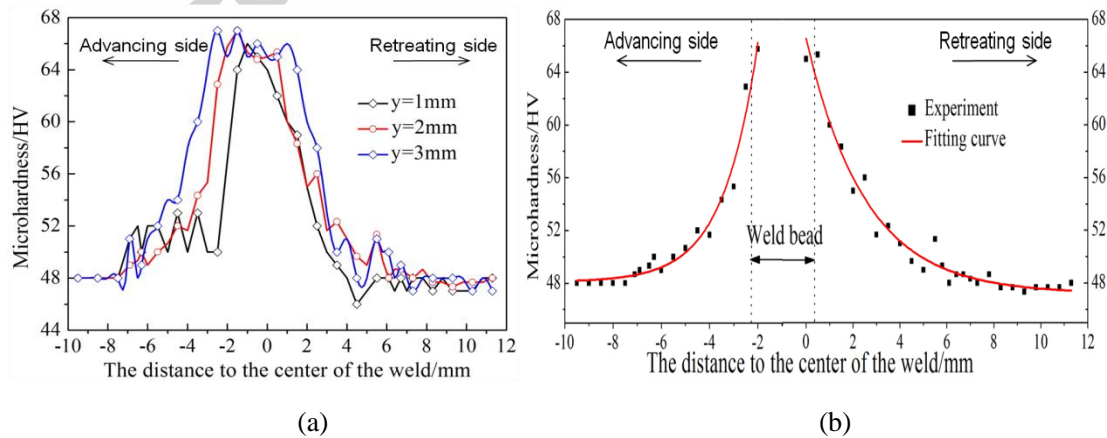 (a)
Advancing side
Retreating side
y=1mm
y=2mm
y=3mm
Microhardness/HV
68
64
60
56
52
48
44
-10 -8 -6 -4 -2 0 2 4 6 8 10 12
The distance to the center of the weld/mm
(a)
b)
Advancing side
Retreating side
Experiment
Fitting curve
Weld bead
Microhardness/HV
68 68
64 64
60 60
56 56
52 52
48 48
-10 -8 -6 -4 -2 0 2 4 6 8 10 12
The distance to the center of the weld/mm
(b)